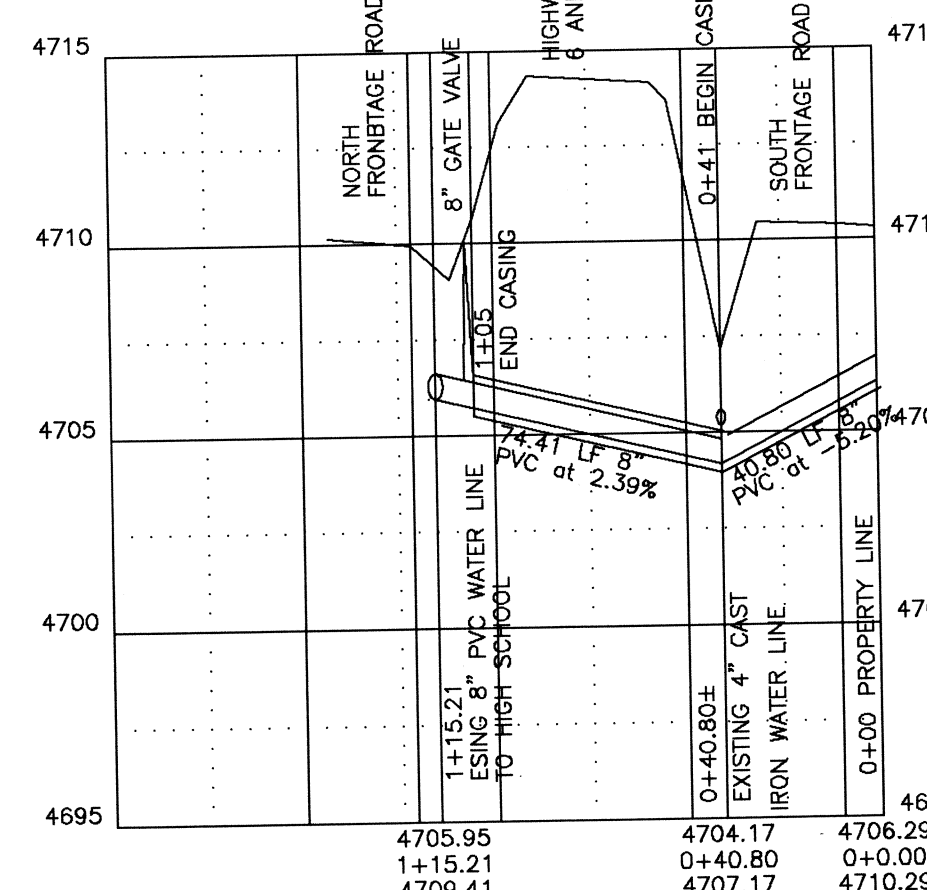 4715
4710
4705
4700
4695
NORTH
FRONBTAGE ROAD
8" GATE VALVE
1+05
END CASING
6 AN
0+41 BEGIN
SOUTH
FRONTAGE ROAD
74.41 LF 8"
PVC at 2.39%
40.80 LF 8"
PVC at -5.20%
1+15.21
ESING 8" PVC WATER LINE
TO HIGH SCHOOL
0+40.80±
EXISTING 4" CAST
IRON WATER LINE.
0+00 PROPERTY LINE
4705.95
1+15.21
4709.41
4704.17
0+40.80
4707.17
4706.29
0+0.00
4710.29